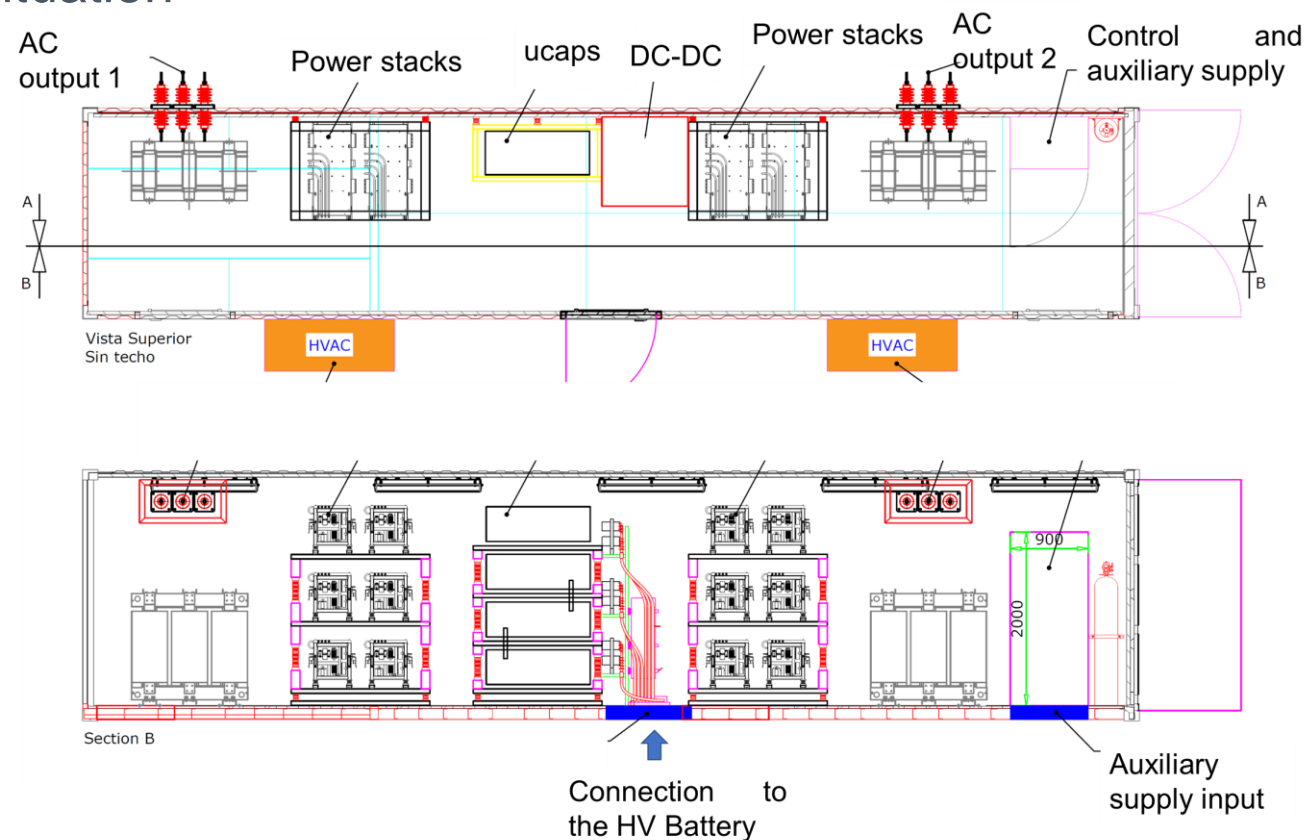 AC
output 1
Power stacks
ucaps
DC-DC
Power stacks
AC
output 2
Control and
auxiliary supply
A
A
B
B
Vista Superior
Sin techo
HVAC
HVAC
900
2000
Section B
Connection to
the HV Battery
Auxiliary
supply input